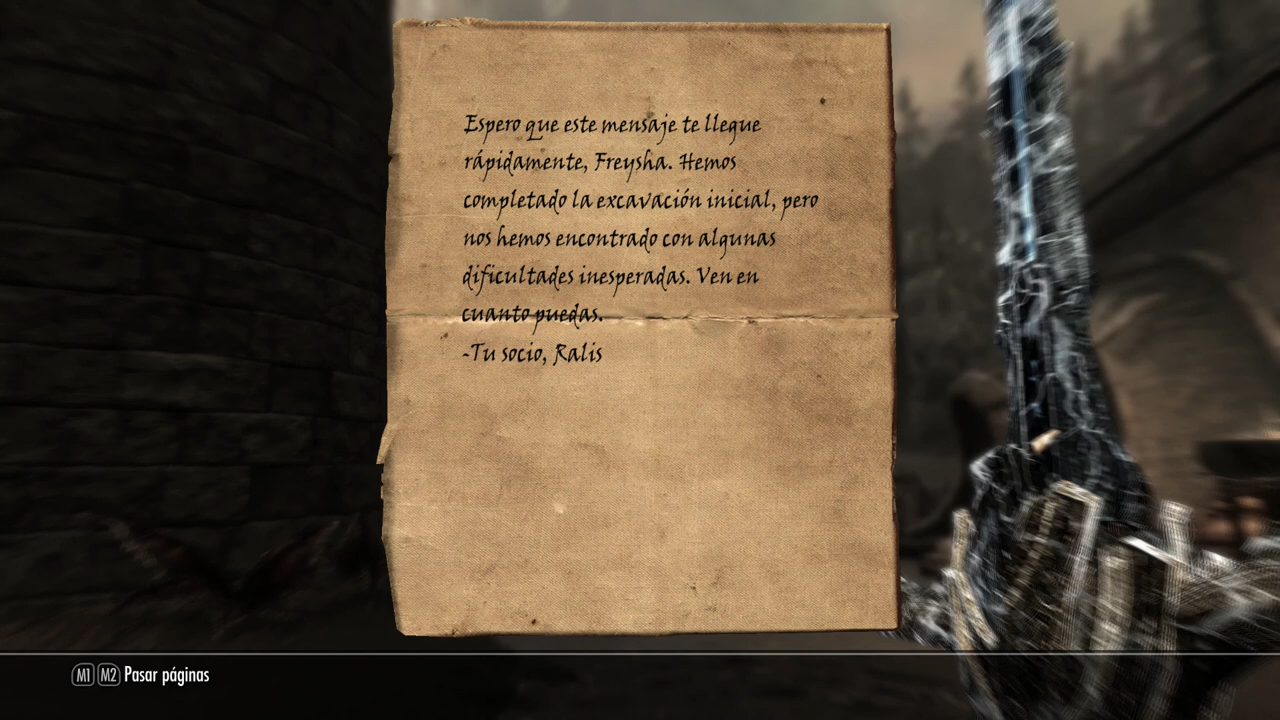 Espero que este mensaje te llegue
rápidamente, Freysha. Hemos
completado la excavación inicial, pero
nos hemos encontrado con algunas
dificultades inesperadas. Ven en
cuanto puedas.
-Tu socio, Ralis
M1 M2 Pasar páginas